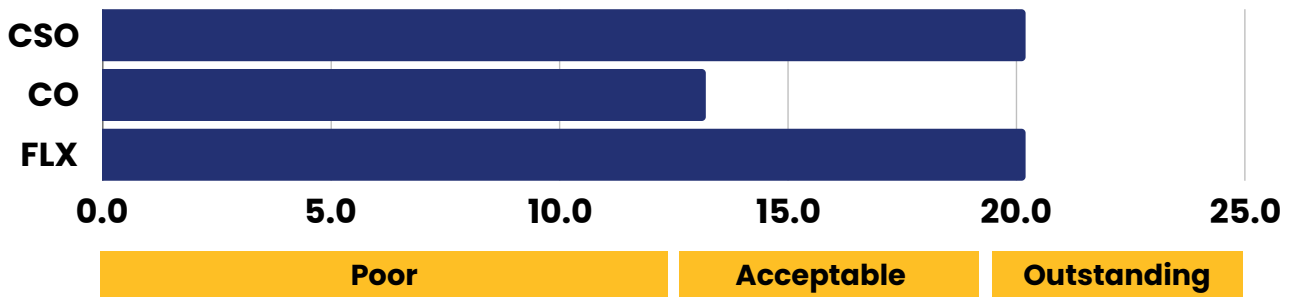 CSO
CO
FLX
0.0 5.0 10.0 15.0 20.0 25.0
Poor Acceptable Outstanding